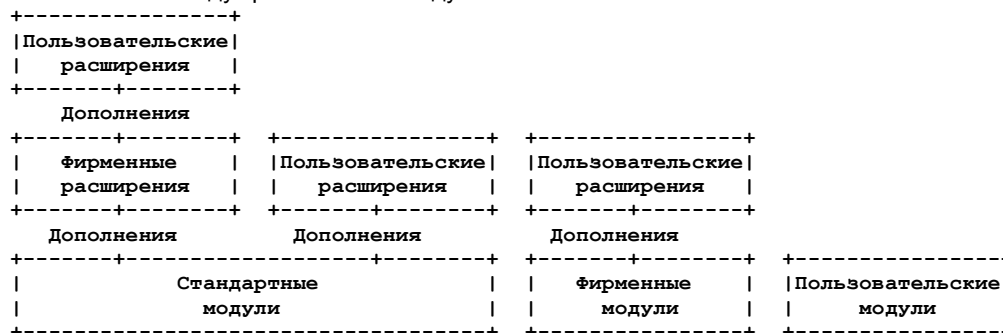 +-----------------+
|Пользовательские|
| расширения |
+-------+--------+
Дополнения
+-------+--------+ +----------------+ +---------------+
| Фирменные | |Пользовательские| |Пользовательские|
| расширения | | расширения | | расширения |
+-------+--------+ +-------+--------+ +-------+--------+
Дополнения Дополнения Дополнения
+-------+-------------------+--------+ +-------+--------+ +----------------
| Стандартные | | Фирменные | |Пользовательские
| модули | | модули | | модули
+------------------------------------+ +----------------+ +----------------